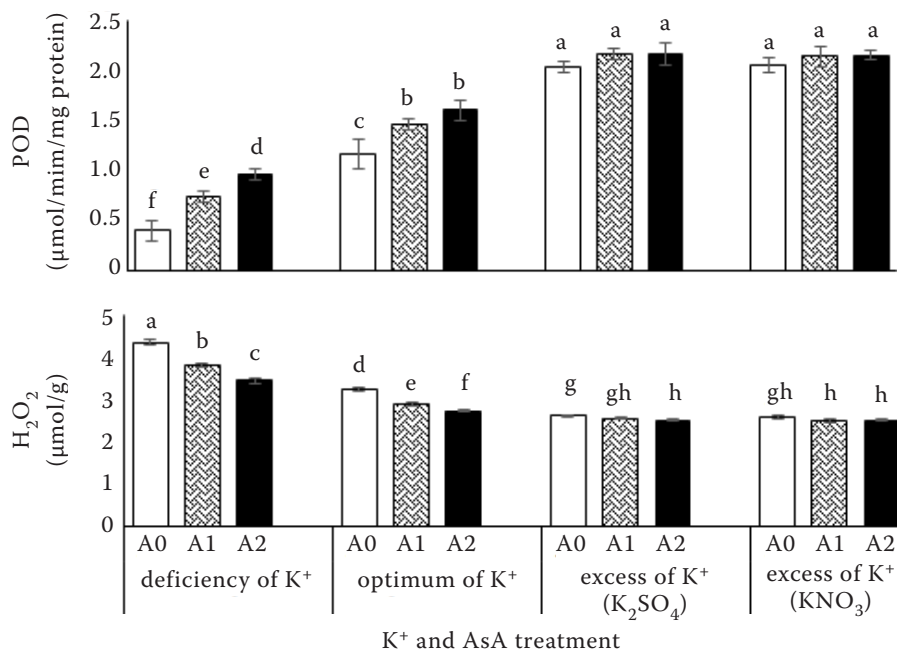 POD
(µmol/mim/mg protein)
2.5
2.0
1.5
1.0
0.5
0
f e d c b b a a a a a a
H₂O₂
(µmol/g)
5
4
3
2
1
0
a b c d e f g gh h gh h h
A0 A1 A2 A0 A1 A2 A0 A1 A2 A0 A1 A2
deficiency of K⁺ optimum of K⁺ excess of K⁺ excess of K⁺
(K₂SO₄) (KNO₃)
K⁺ and AsA treatment